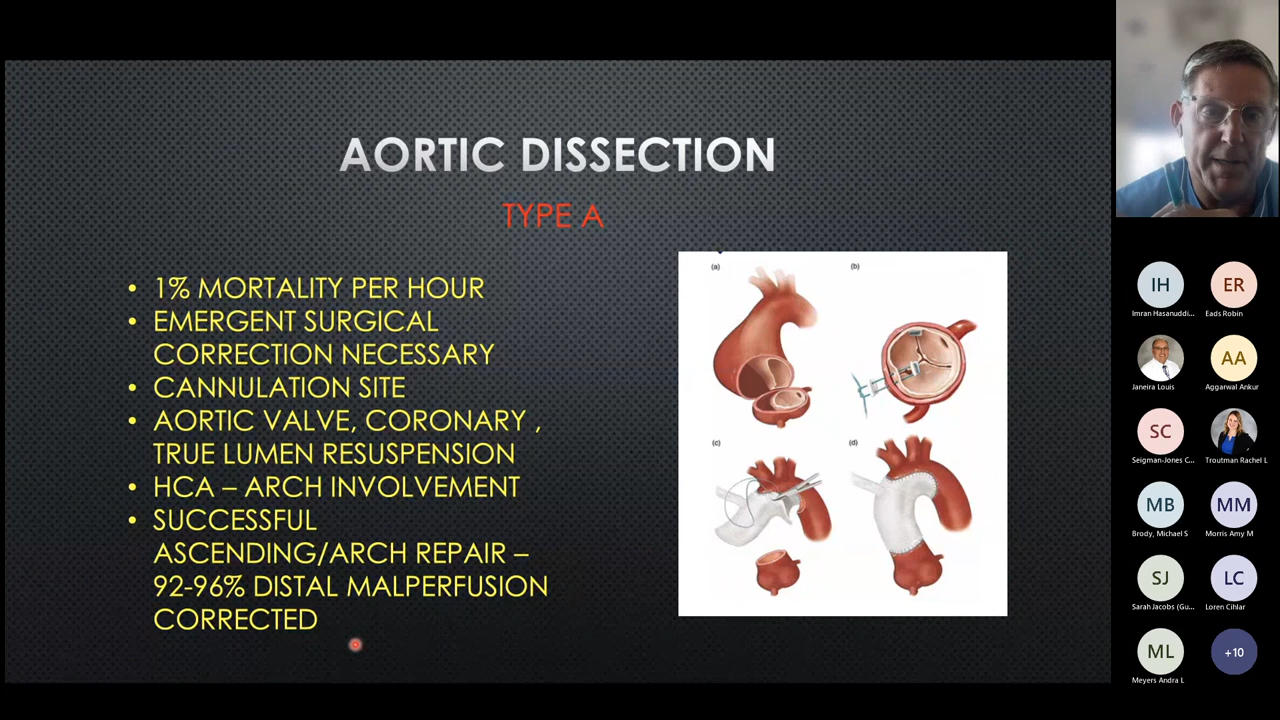 AORTIC DISSECTION
TYPE A
• 1% MORTALITY PER HOUR
• EMERGENT SURGICAL
CORRECTION NECESSARY
• CANNULATION SITE
• AORTIC VALVE, CORONARY ,
TRUE LUMEN RESUSPENSION
• HCA – ARCH INVOLVEMENT
• SUCCESSFUL
ASCENDING/ARCH REPAIR –
92-96% DISTAL MALPERFUSION
CORRECTED
(a)
(b)
(c)
(d)
IH
Imran Hasanuddi...
ER
Eads Robin
Janeira Louis
AA
Aggarwal Ankur
SC
Seigman-Jones C...
Troutman Rachel L
MB
Brody, Michael S
MM
Morris Amy M
SJ
Sarah Jacobs (Gu...
LC
Loren Cihlar
ML
Meyers Andra L
+10